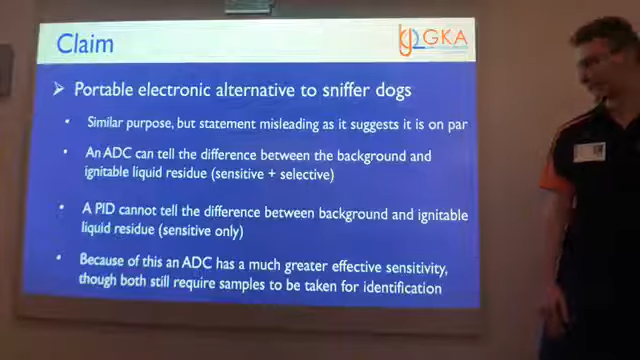 Claim
GKA
➤ Portable electronic alternative to sniffer dogs
• Similar purpose, but statement misleading as it suggests it is on par
• An ADC can tell the difference between the background and
ignitable liquid residue (sensitive + selective)
• A PID cannot tell the difference between background and ignitable
liquid residue (sensitive only)
• Because of this an ADC has a much greater effective sensitivity,
though both still require samples to be taken for identification